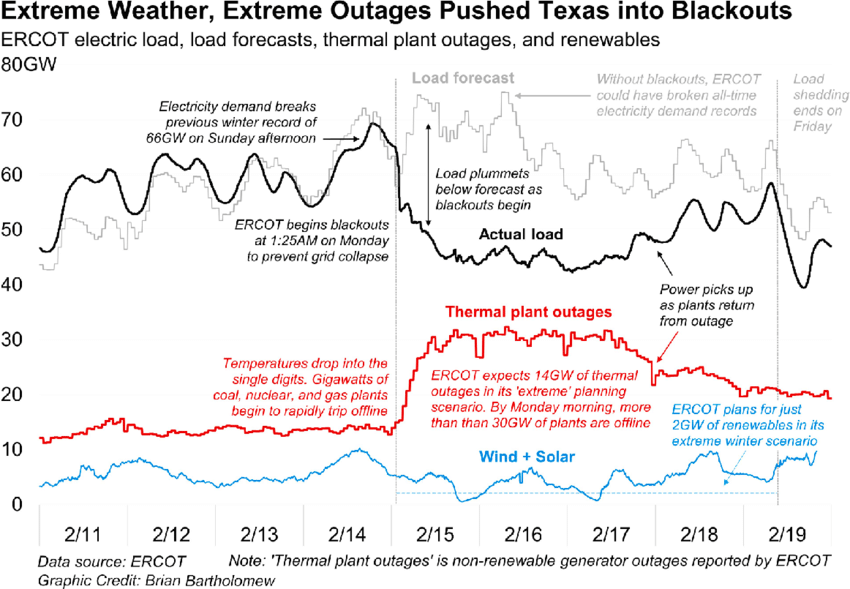 Extreme Weather, Extreme Outages Pushed Texas into Blackouts
ERCOT electric load, load forecasts, thermal plant outages, and renewables
80GW
70
60
50
40
30
20
10
0
Load forecast
Without blackouts, ERCOT
could have broken all-time
electricity demand records
Load
shedding
ends on
Friday
Electricity demand breaks
previous winter record of
66GW on Sunday afternoon
Load plummets
below forecast as
blackouts begin
ERCOT begins blackouts
at 1:25AM on Monday
to prevent grid collapse
Actual load
Power picks up
as plants return
from outage
Thermal plant outages
Temperatures drop into the
single digits. Gigawatts of
coal, nuclear, and gas plants
begin to rapidly trip offline
ERCOT expects 14GW of thermal
outages in its 'extreme' planning
scenario. By Monday morning, more
than than 30GW of plants are offline
ERCOT plans for just
2GW of renewables in its
extreme winter scenario
Wind + Solar
2/11
2/12
2/13
2/14
2/15
2/16
2/17
2/18
2/19
Data source: ERCOT
Note: 'Thermal plant outages' is non-renewable generator outages reported by ERCOT
Graphic Credit: Brian Bartholomew